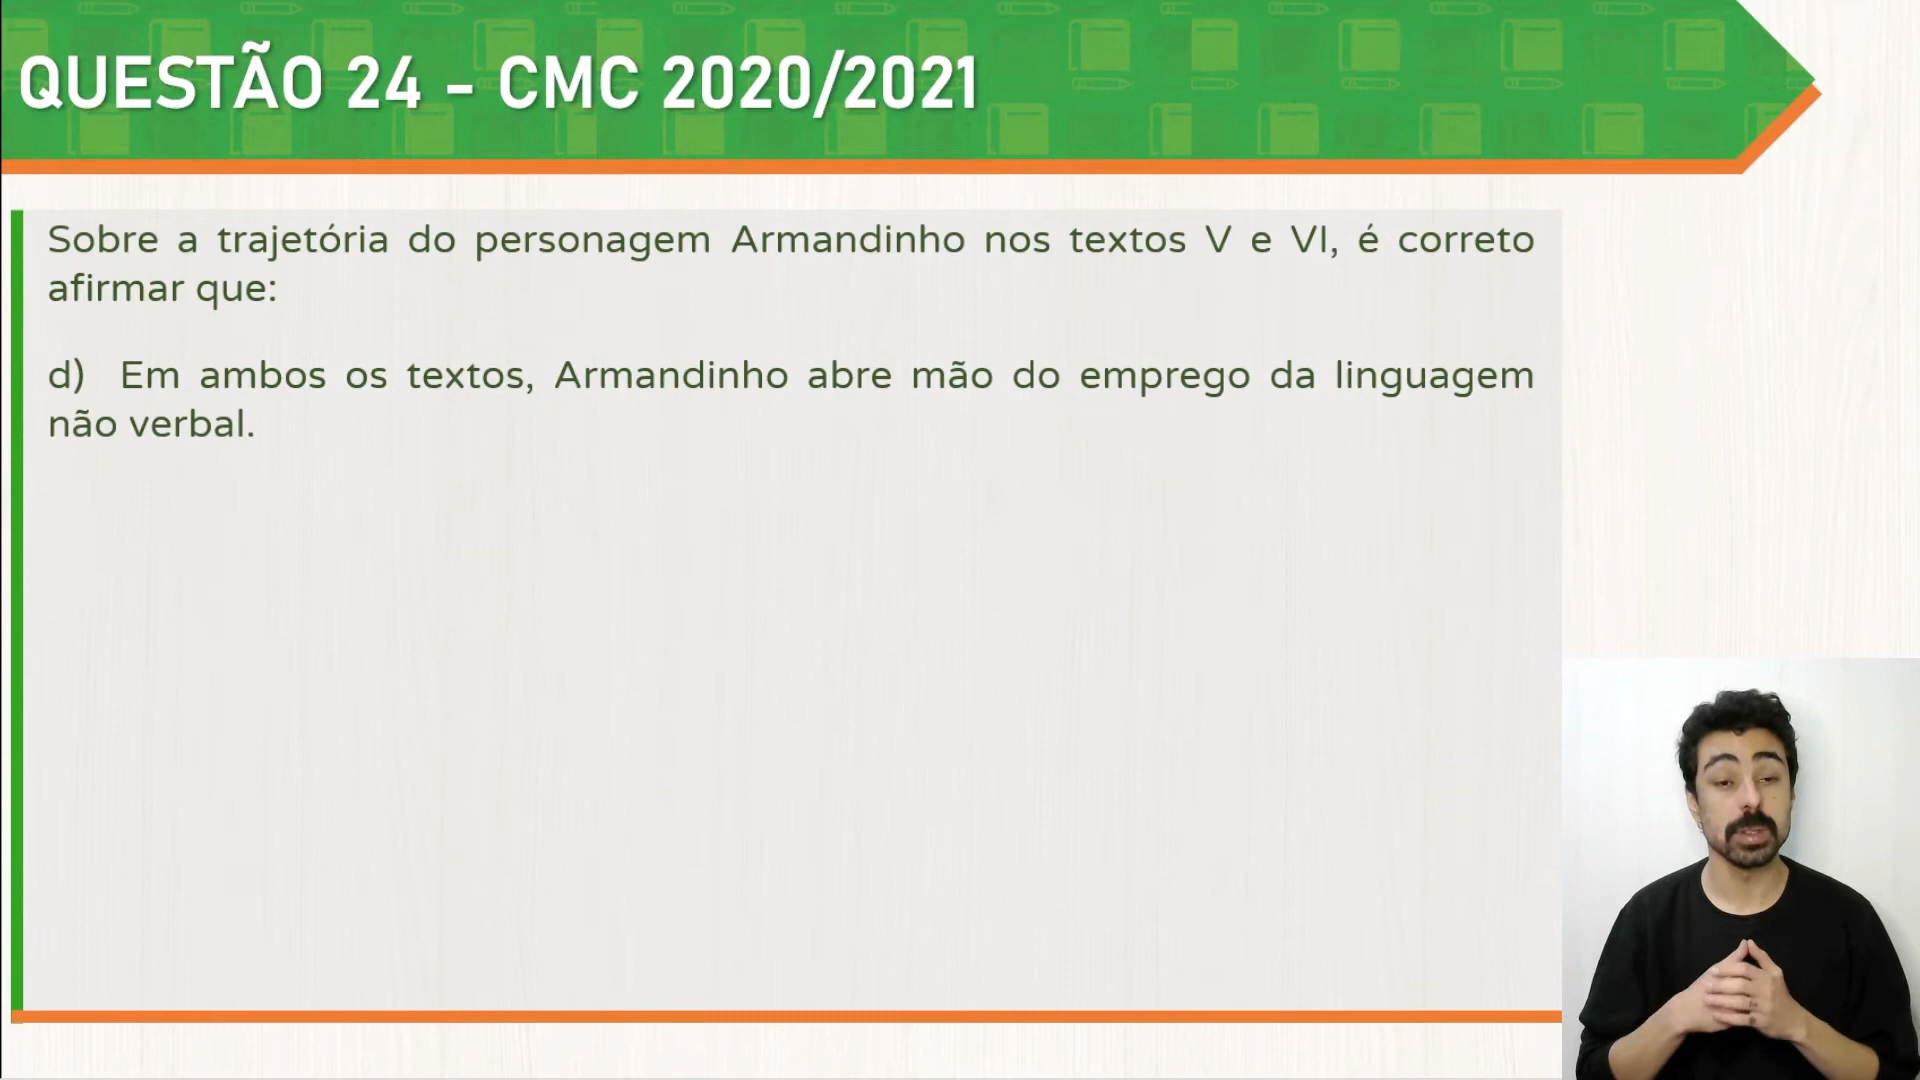 QUESTÃO 24 - CMC 2020/2021
Sobre a trajetória do personagem Armandinho nos textos V e VI, é correto
afirmar que:
d) Em ambos os textos, Armandinho abre mão do emprego da linguagem
não verbal.